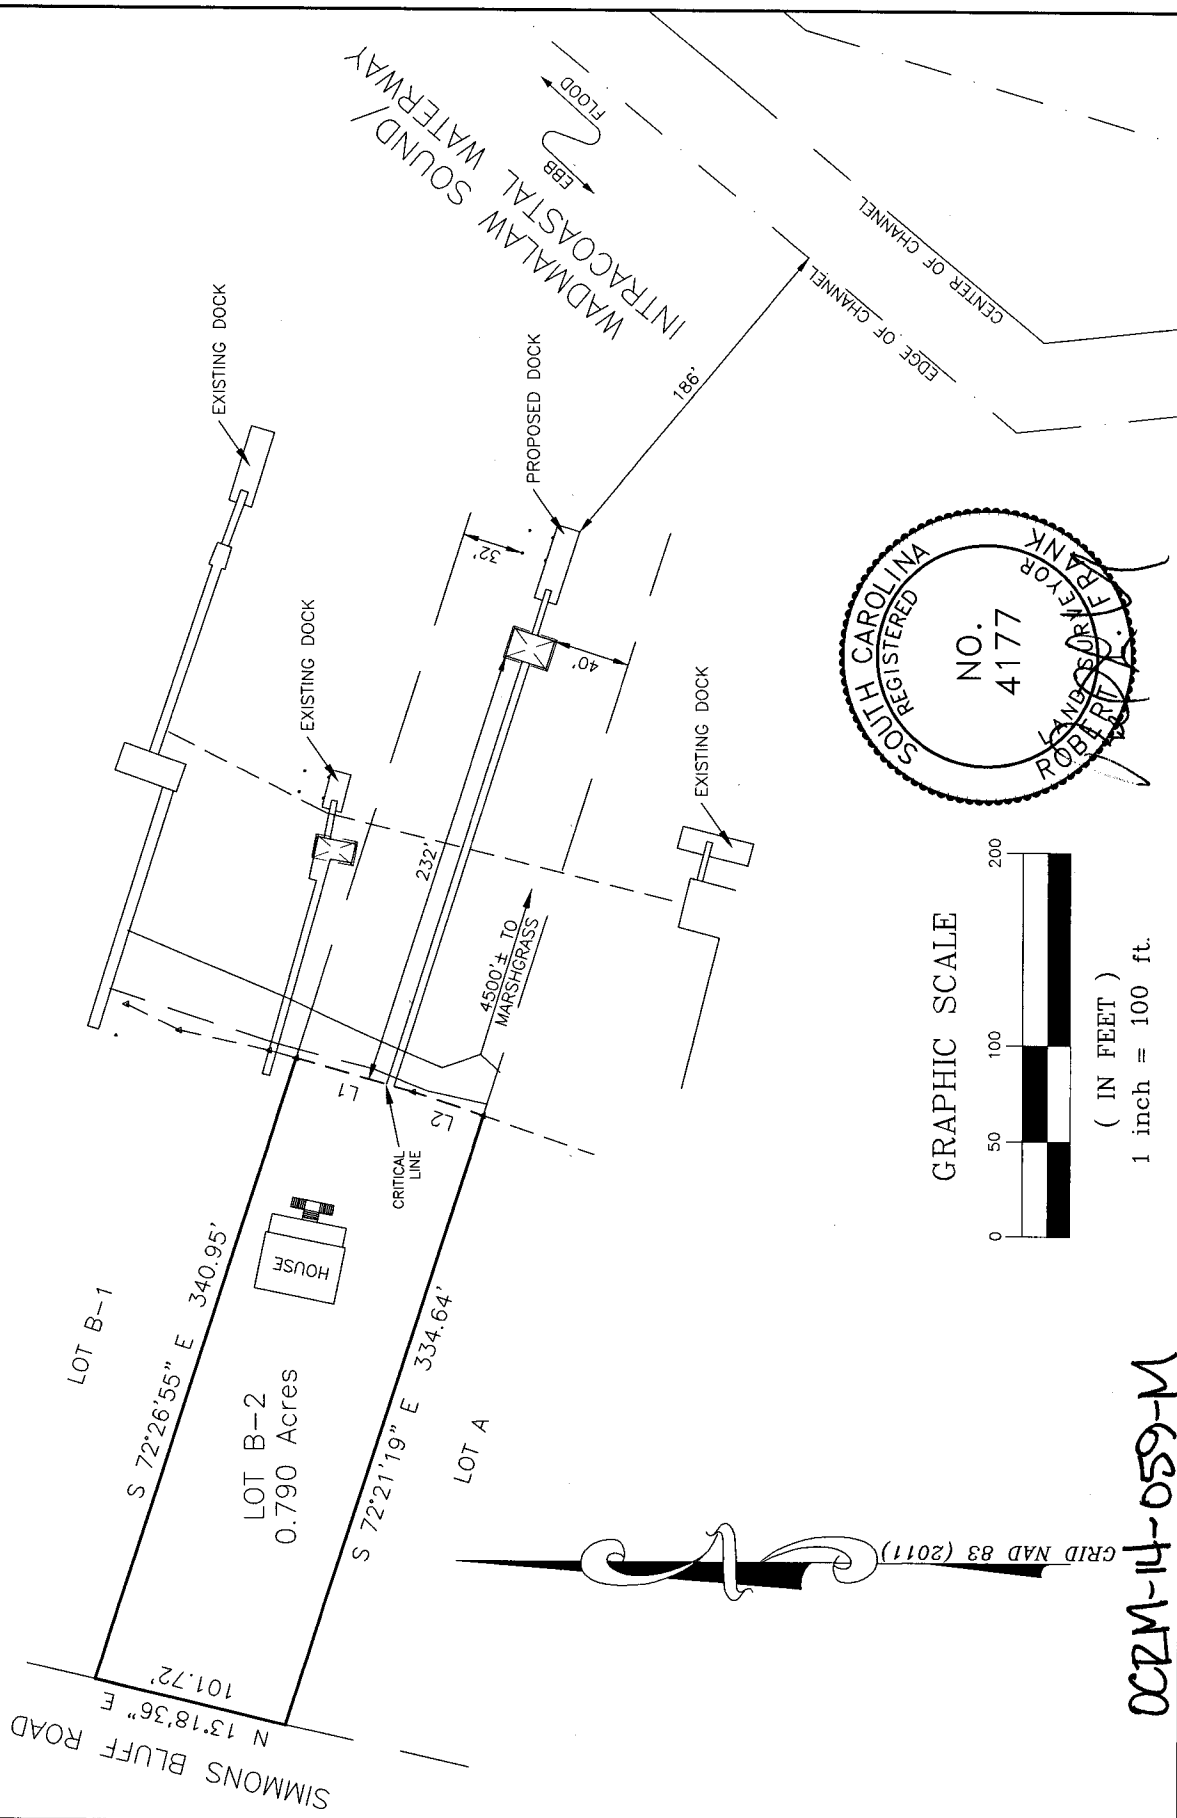 WADMALAW SOUND/
INTRACOASTAL WATERWAY
FLOOD
EBB
CENTER OF CHANNEL
EDGE OF CHANNEL
EXISTING DOCK
PROPOSED DOCK
186'
32'
EXISTING DOCK
40'
EXISTING DOCK
232'
4500'± TO
MARSHGRASS
L1
L2
CRITICAL
LINE
HOUSE
LOT B-1
S 72°26'55" E 340.95'
LOT B-2
0.790 Acres
S 72°21'19" E 334.64'
LOT A
N 13°18'36" E
101.72'
SIMMONS BLUFF ROAD
SOUTH CAROLINA
REGISTERED
NO.
4177
LAND SURVEYOR
ROBERT L. FRANK
GRAPHIC SCALE
0 50 100 200
( IN FEET )
1 inch = 100 ft.
GRID NAD 83 (2011)
OCRM-14-059-M